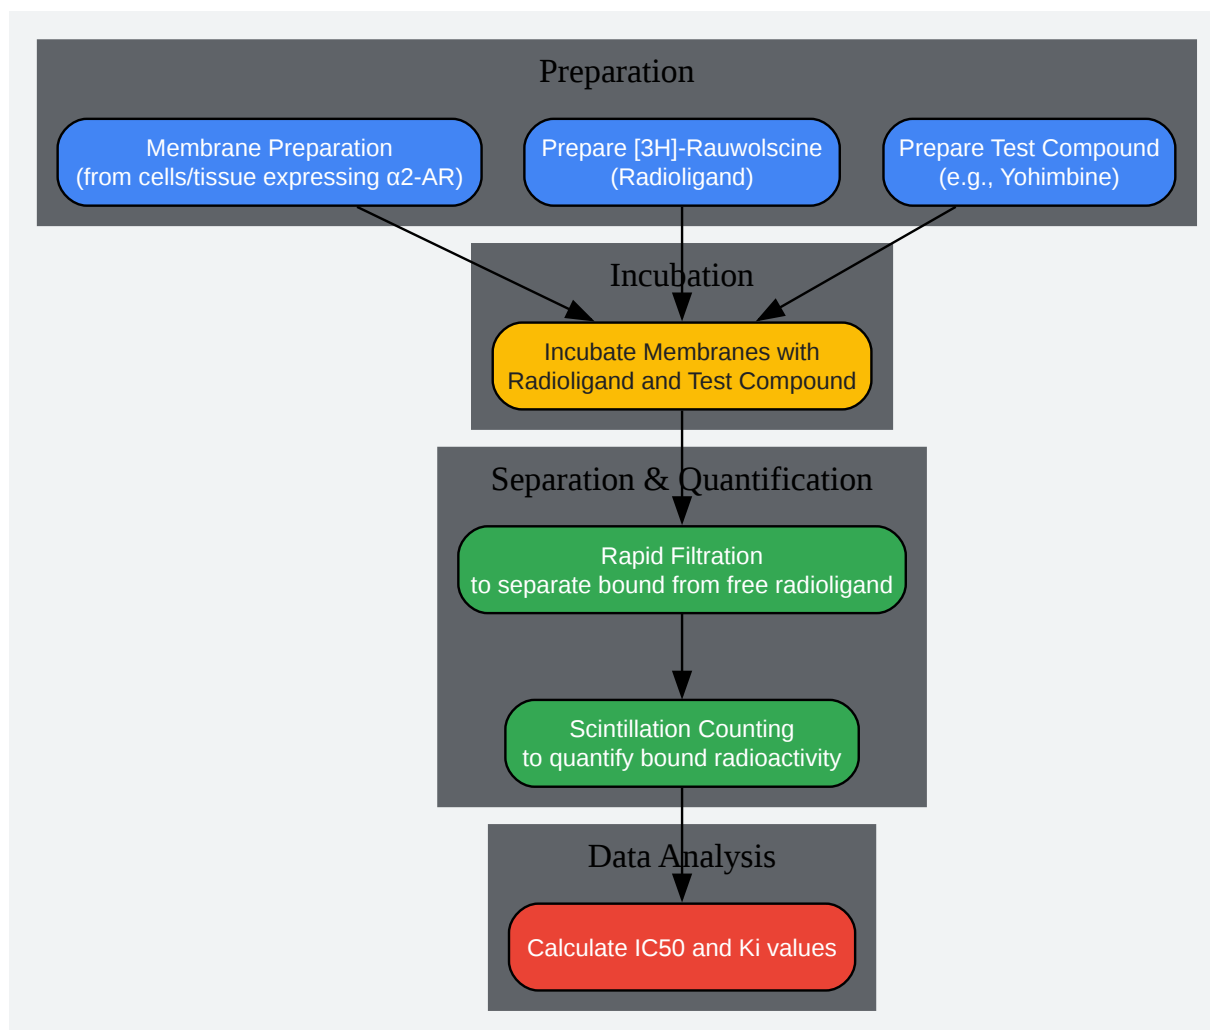 Preparation
Membrane Preparation
(from cells/tissue expressing α2-AR)
Prepare [3H]-Rauwolscine
(Radioligand)
Prepare Test Compound
(e.g., Yohimbine)
Incubation
Incubate Membranes with
Radioligand and Test Compound
Separation & Quantification
Rapid Filtration
to separate bound from free radioligand
Scintillation Counting
to quantify bound radioactivity
Data Analysis
Calculate IC50 and Ki values